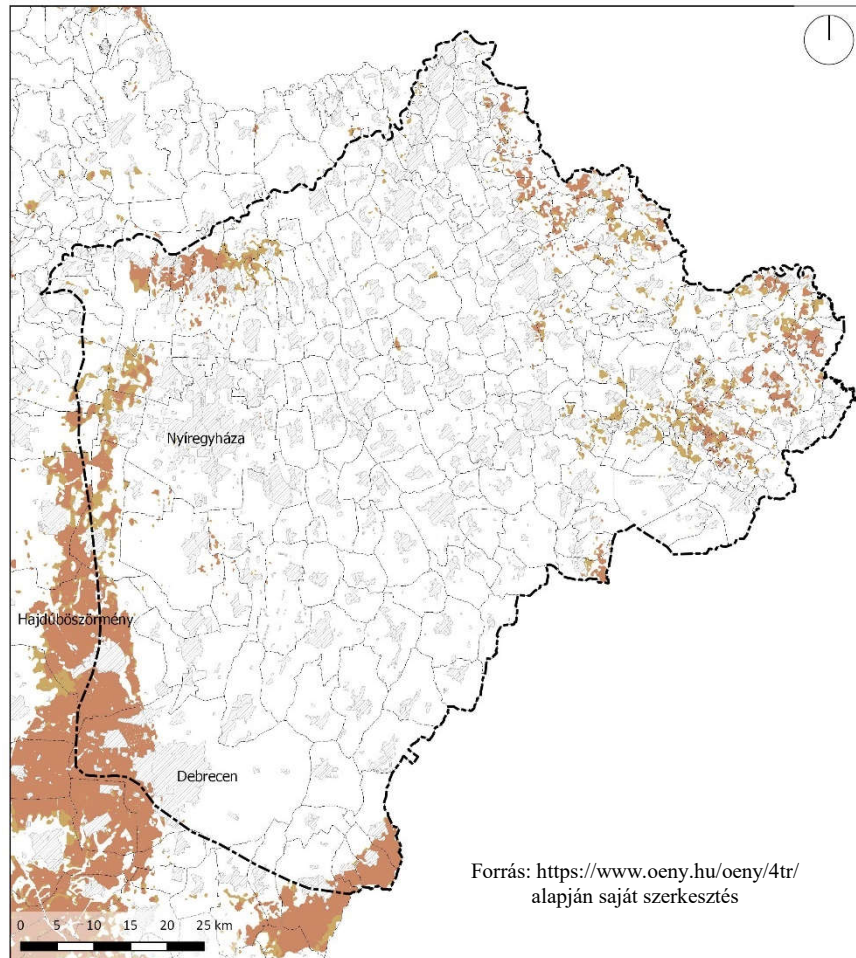 Nyíregyháza
Hajdúböszörmény
Debrecen
Forrás: https://www.oeny.hu/oeny/4tr/
alapján saját szerkesztés
0 5 10 15 20 25 km